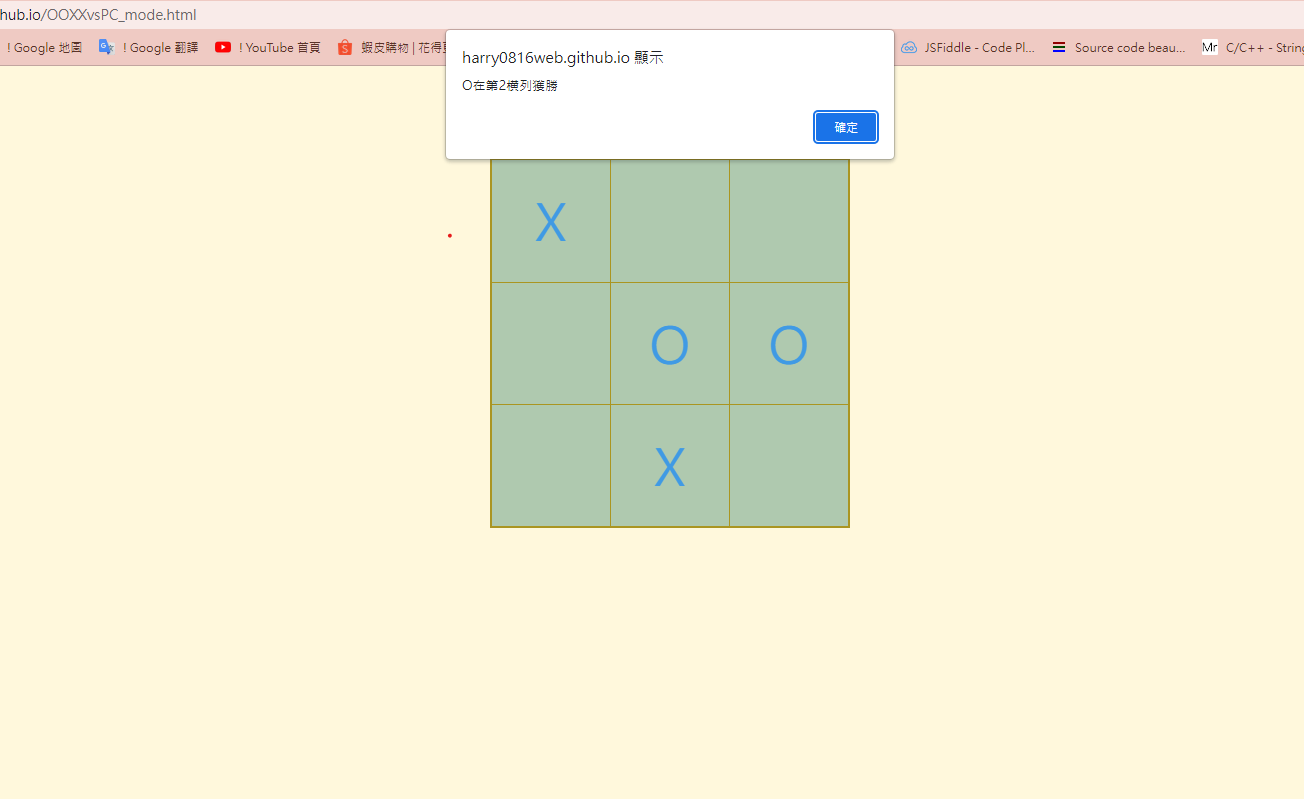 hub.io/OOXXvsPC_mode.html
! Google 地圖 ! Google 翻譯 ! YouTube 首頁 蝦皮購物 | 花得 JSFiddle - Code Pl... Source code beau... Mr C/C++ - String
harry0816web.github.io 顯示
O在第2橫列獲勝
確定
X
O O
X